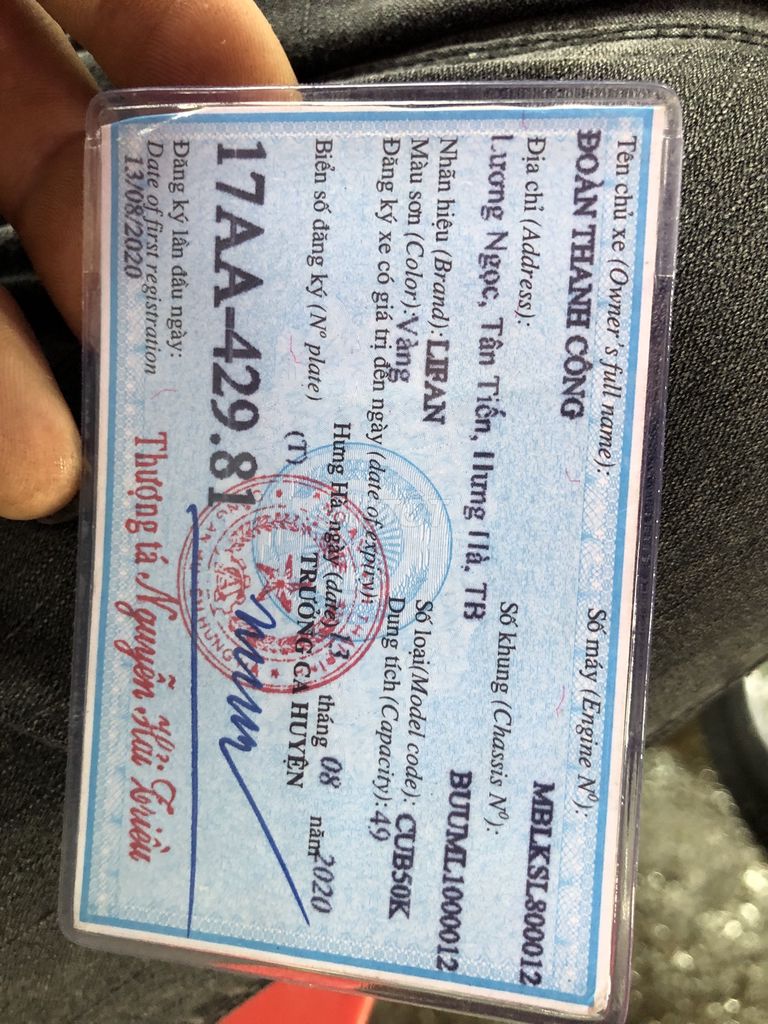 Tên chủ xe (Owner's full name):
ĐOÀN THANH CÔNG
Số máy (Engine Nº):
MBLKSL800012
Địa chỉ (Address):
Lương Ngọc, Tân Tiến, Hưng Hà, TB
Số khung (Chassis Nº):
BUUML1000012
Nhãn hiệu (Brand): LIFAN
Số loại(Model code): CUB50K
Màu sơn (Color):Vàng
Dung tích (Capacity):49
Đăng ký xe có giá trị đến ngày (date of expiry)
Hưng Hà ngày (date) 13 tháng 08 năm 2020
Biển số đăng ký (Nº plate)
(T) TRƯỞNG CA HUYỆN
17AA-429.81
Đăng ký lần đầu ngày:
Date of first registration
13/08/2020
Thượng tá Nguyễn Hải Triều